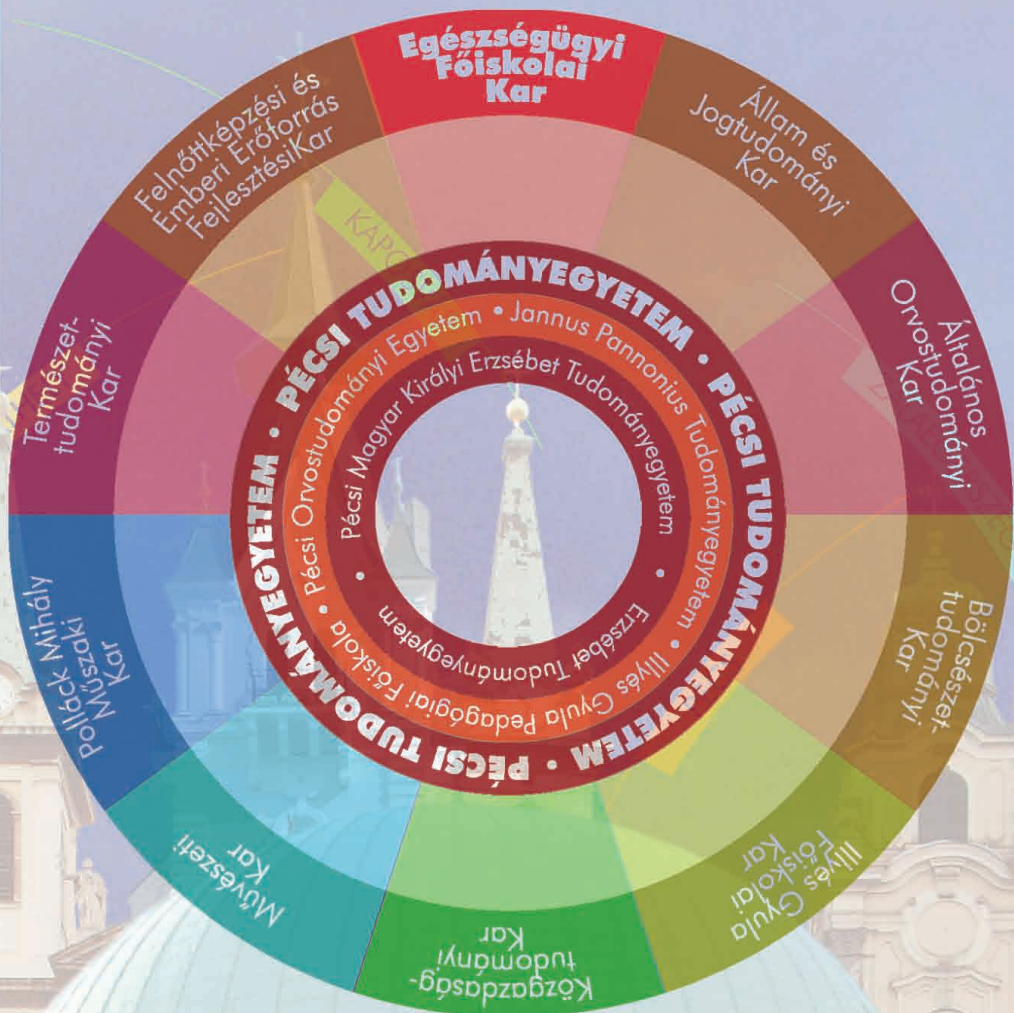 Egészségügyi
Főiskolai
Kar
Állam és
Jogtudományi
Kar
Általános
Orvostudományi
Kar
Bölcsészet-
tudományi
Kar
Illyés Gyula
Főiskolai
Kar
Közgazdaság-
tudományi
Kar
Művészeti
Kar
Pollack Mihály
Műszaki
Kar
Természet-
tudományi
Kar
Felnőttképzési és
Emberi Erőforrás
FejlesztésiKar
PÉCSI TUDOMÁNYEGYETEM • PÉCSI TUDOMÁNYEGYETEM • PÉCSI TUDOMÁNYEGYETEM •
Pécsi Orvostudományi Egyetem • Jannus Pannonius Tudományegyetem • Illyés Gyula Pedagógiai Főiskola •
Pécsi Magyar Királyi Erzsébet Tudományegyetem • Erzsébet Tudományegyetem •